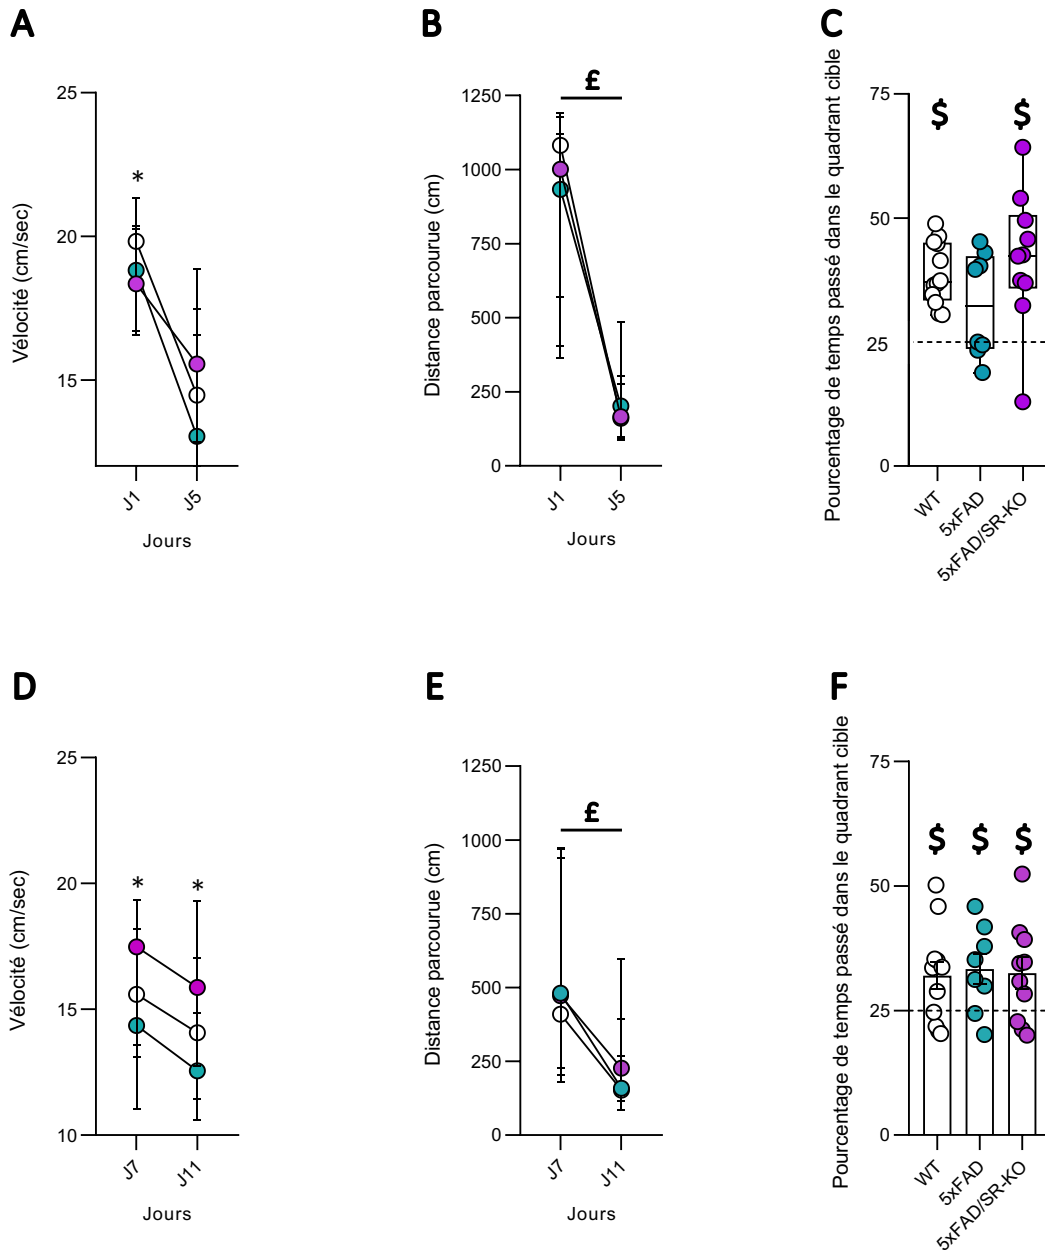 A
Vélocité (cm/sec)
25
20
15
*
J1
J5
Jours
B
Distance parcourue (cm)
1250
1000
750
500
250
0
£
J1
J5
Jours
C
Pourcentage de temps passé dans le quadrant cible
75
50
25
0
$
$
WT
5xFAD
5xFAD/SR-KO
D
Vélocité (cm/sec)
25
20
15
10
*
*
J7
J11
Jours
E
Distance parcourue (cm)
1250
1000
750
500
250
0
£
J7
J11
Jours
F
Pourcentage de temps passé dans le quadrant cible
75
50
25
0
$
$
$
WT
5xFAD
5xFAD/SR-KO